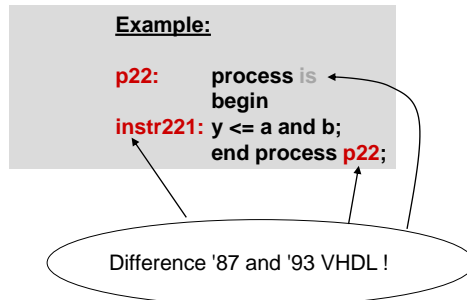 Example:
p22: process is
begin
instr221: y <= a and b;
end process p22;
Difference '87 and '93 VHDL !